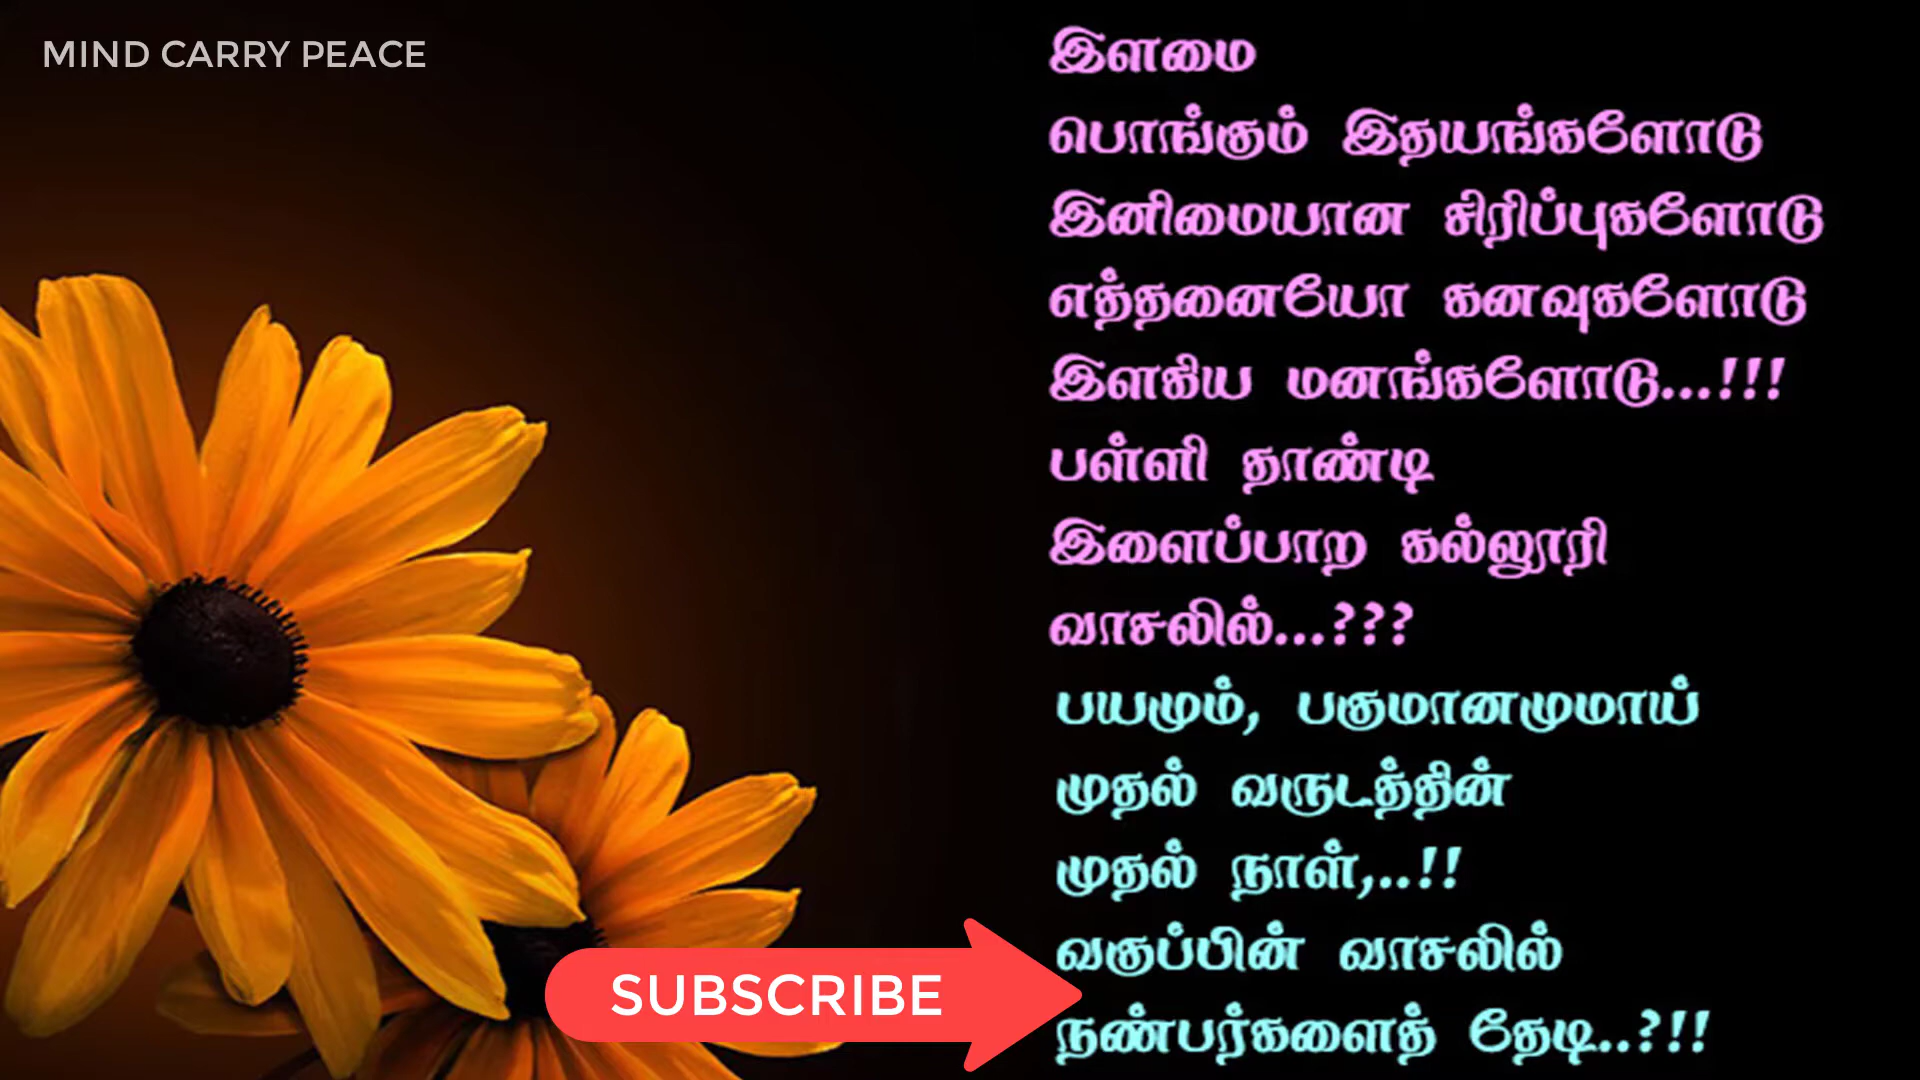 MIND CARRY PEACE
இளமை
பொங்கும் இதயங்களோடு
இனிமையான சிரிப்புகளோடு
எத்தனையோ கனவுகளோடு
இளகிய மனங்களோடு...!!!
பள்ளி தாண்டி
இளைப்பாற கல்லூரி
வாசலில்...???
பயமும், பகுமானமுமாய்
முதல் வருடத்தின்
முதல் நாள்,..!!
வகுப்பின் வாசலில்
நண்பர்களைத் தேடி..?!!
SUBSCRIBE